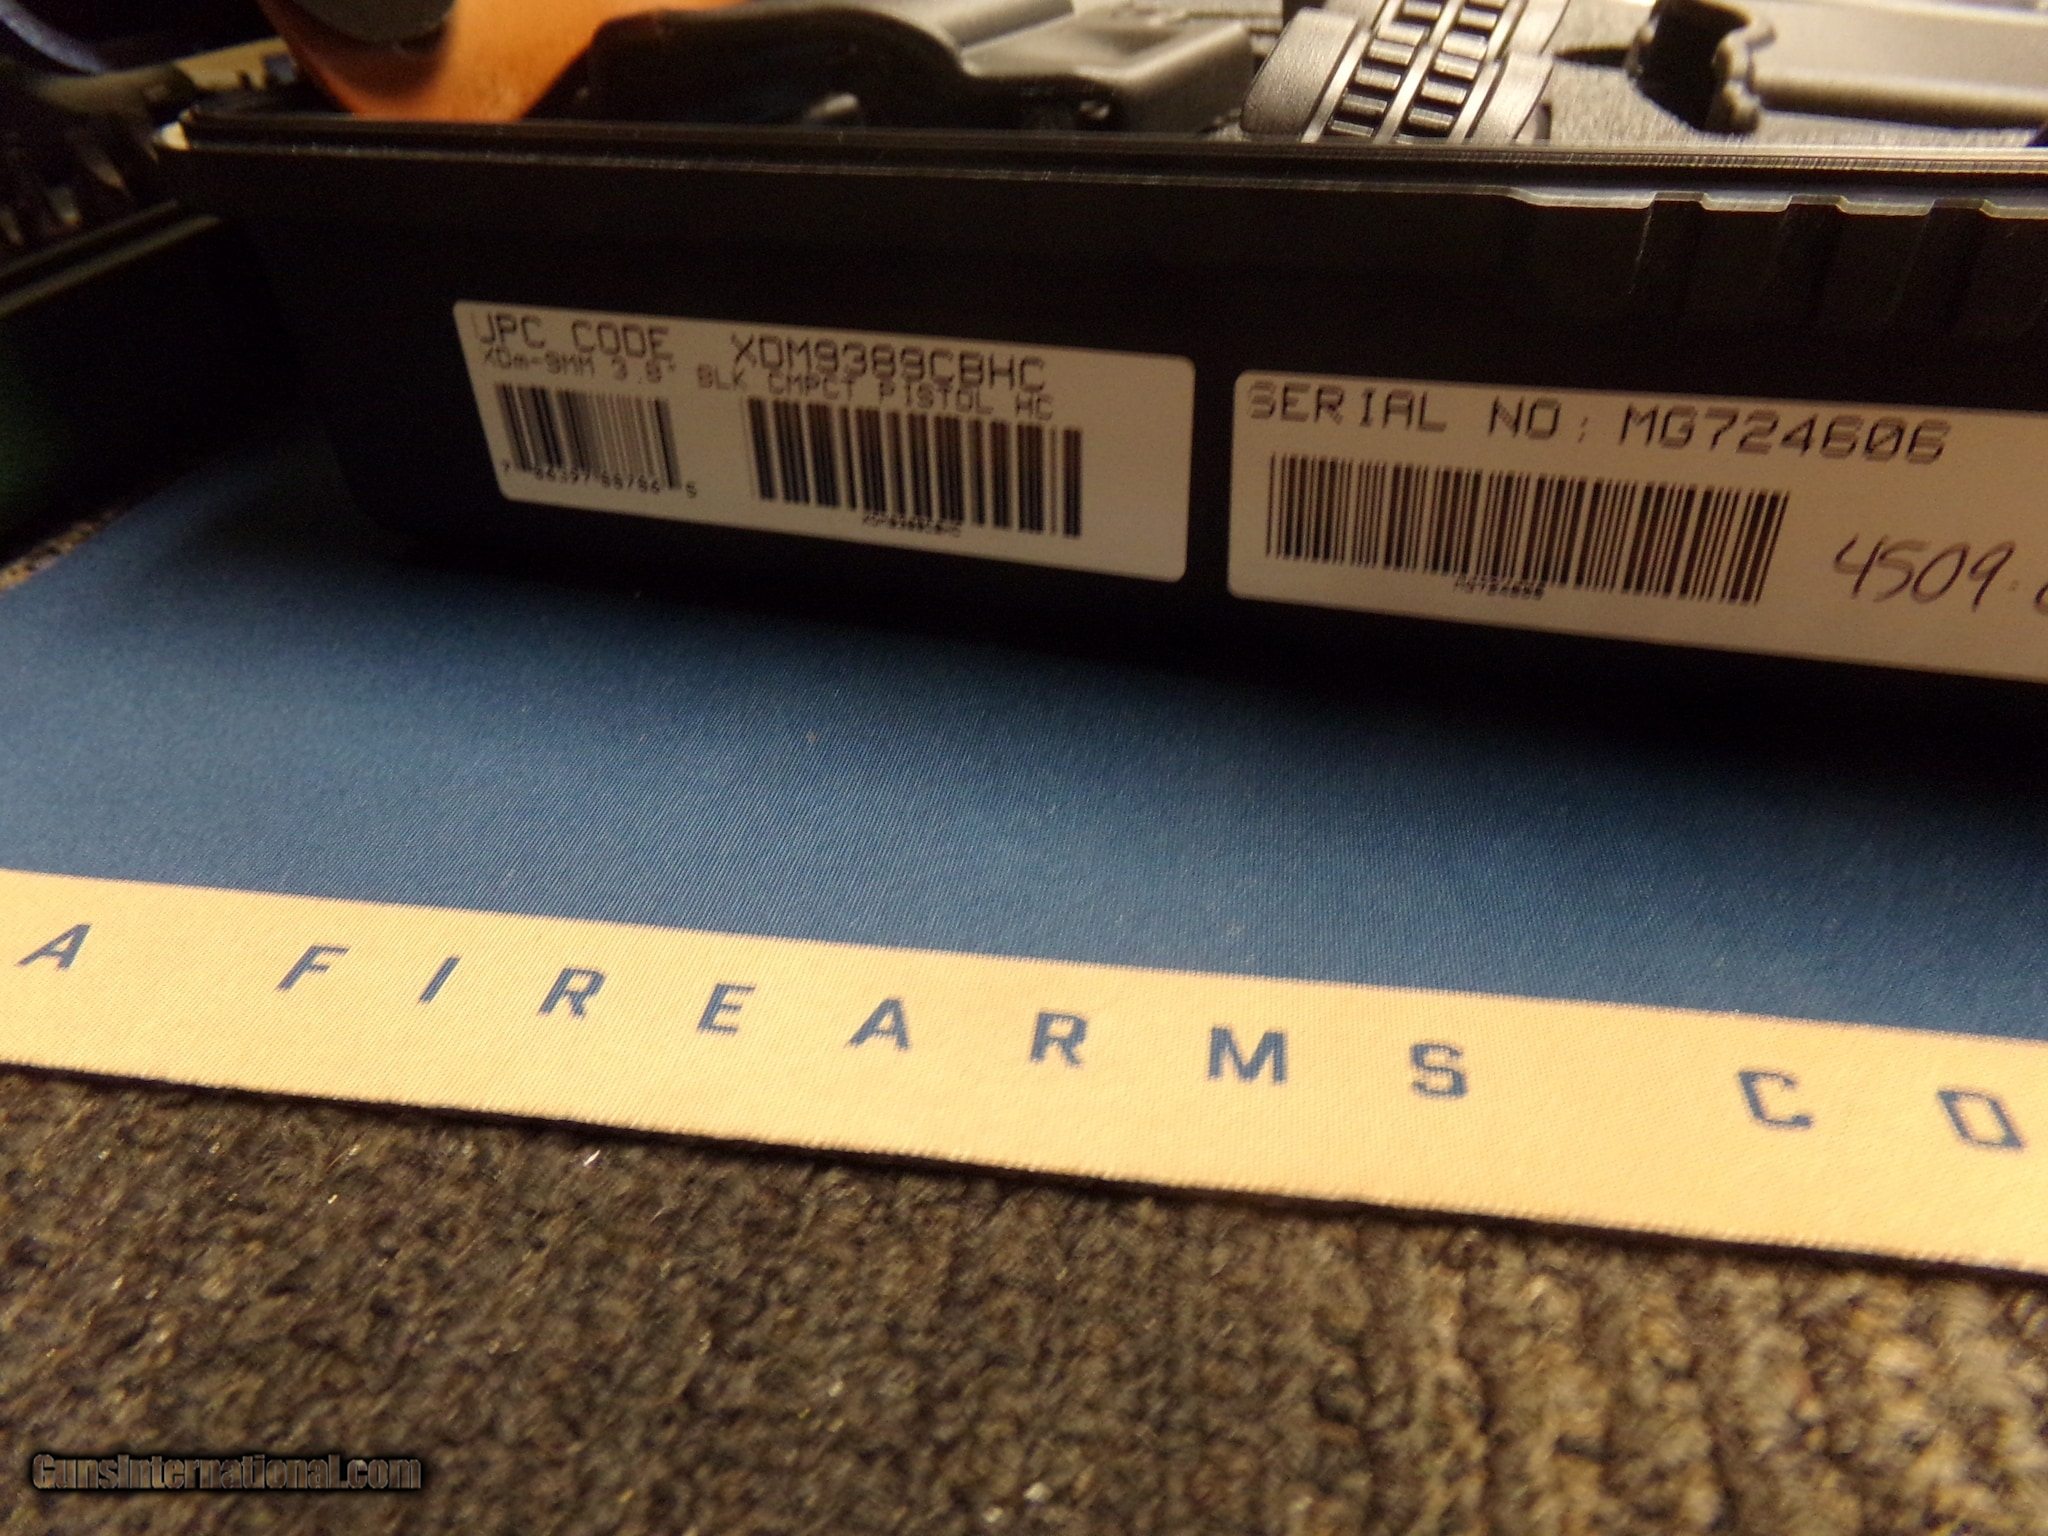 UPC CODE XDM9389CBHC
XDm-9MM 3.8" BLK CMPCT PISTOL HC
SERIAL NO: MG724606
MG724606
4509
A FIREARMS CO
GunsInternational.com